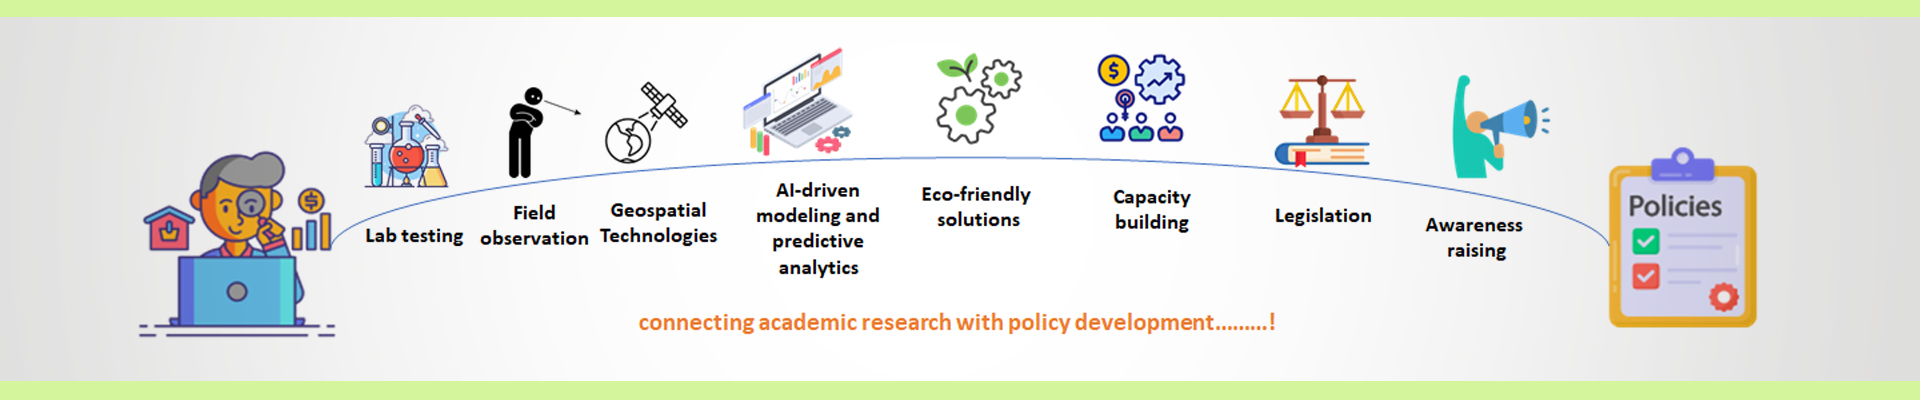 Lab testing
Field
observation
Geospatial
Technologies
AI-driven
modeling and
predictive
analytics
Eco-friendly
solutions
Capacity
building
Legislation
Awareness
raising
Policies
connecting academic research with policy development.........!